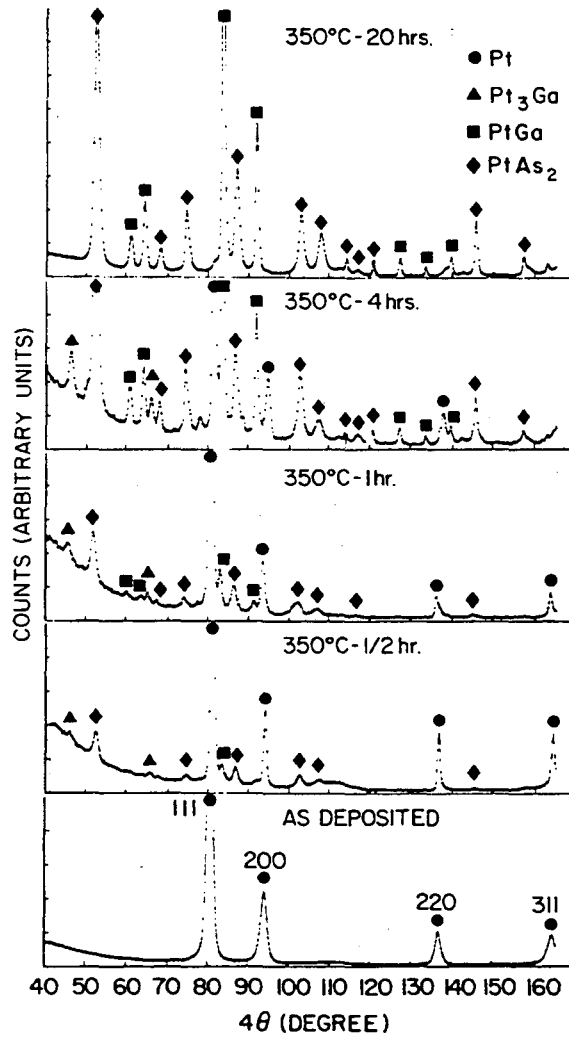 350°C-20 hrs.
● Pt
▲ Pt₃Ga
■ PtGa
◆ PtAs₂
350°C-4 hrs.
350°C-1hr.
350°C-1/2 hr.
AS DEPOSITED
111
200
220
311
COUNTS (ARBITRARY UNITS)
40 50 60 70 80 90 100 110 120 130 140 150 160
4θ (DEGREE)